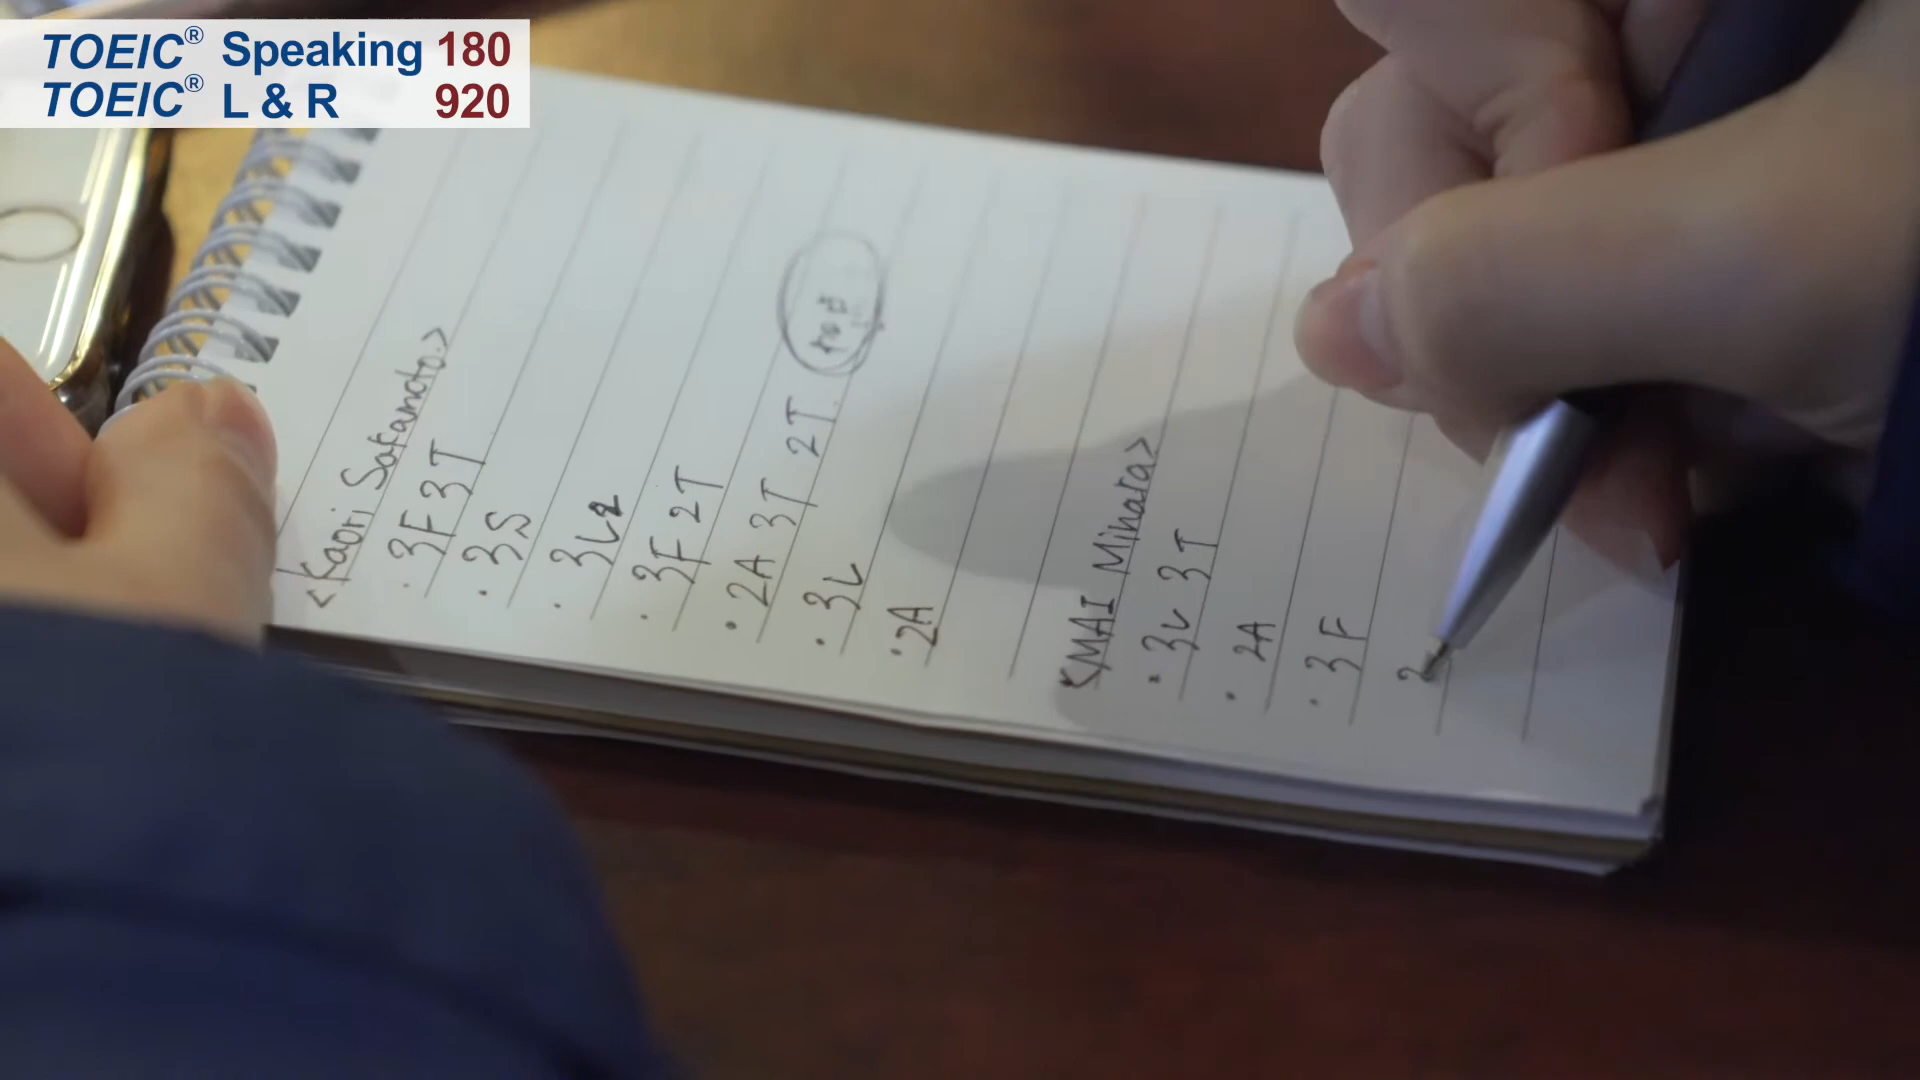 TOEIC® Speaking 180
TOEIC® L & R 920
<Kaori Sakamoto.>
・3F 3T
・3S
・3Lz
・3F 2T
・2A 3T 2T.
・3L
・2A
<MAI Mihara>
・3L 3T
・2A
・3F